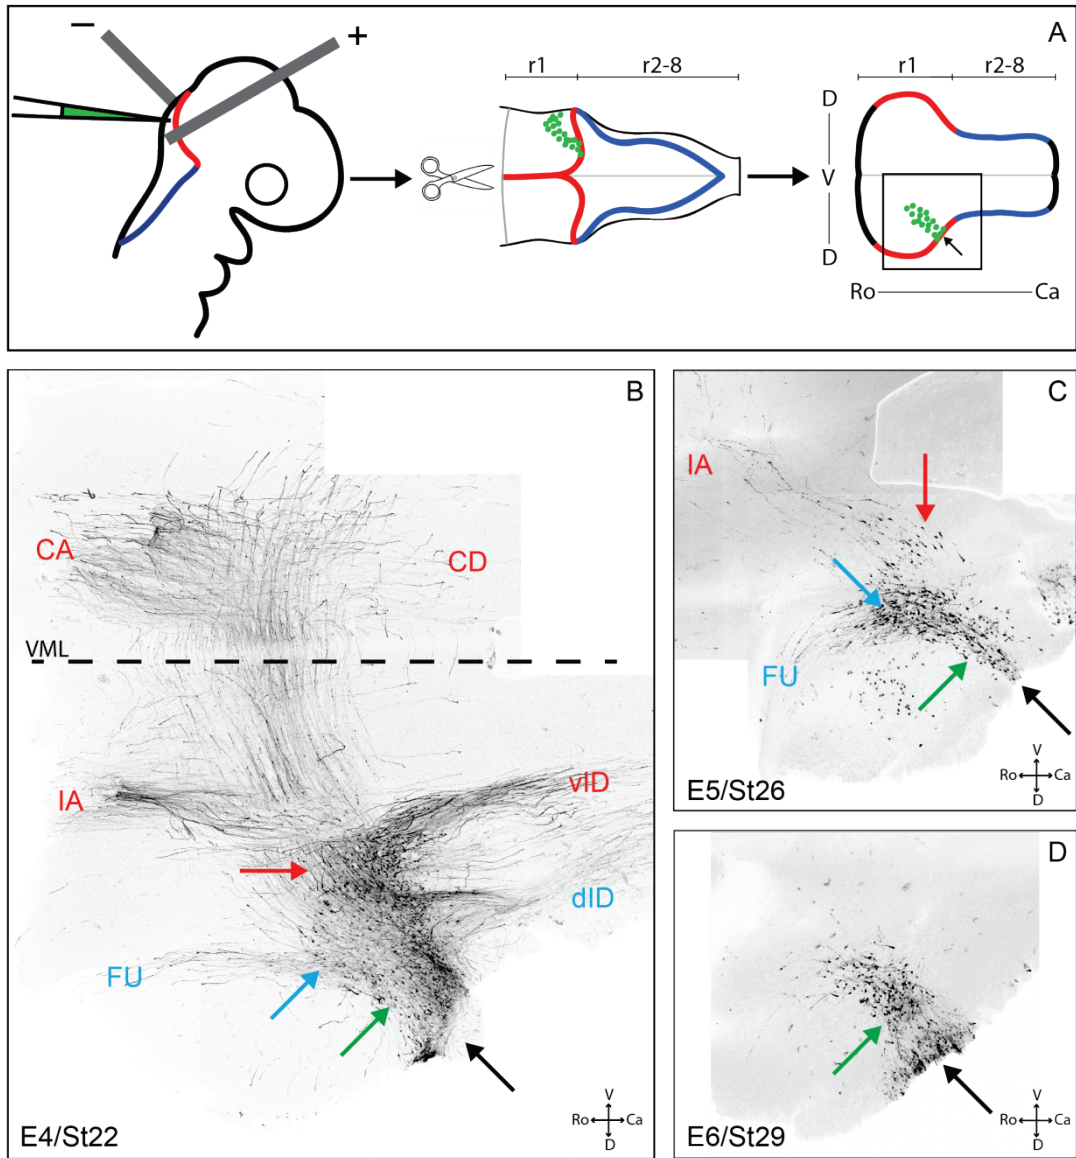 A
−
+
r1
r2-8
r1
r2-8
D
V
D
Ro
Ca
B
CA
CD
VML
IA
vID
dID
FU
E4/St22
V
Ro
Ca
D
C
IA
FU
E5/St26
V
Ro
Ca
D
D
E6/St29
V
Ro
Ca
D